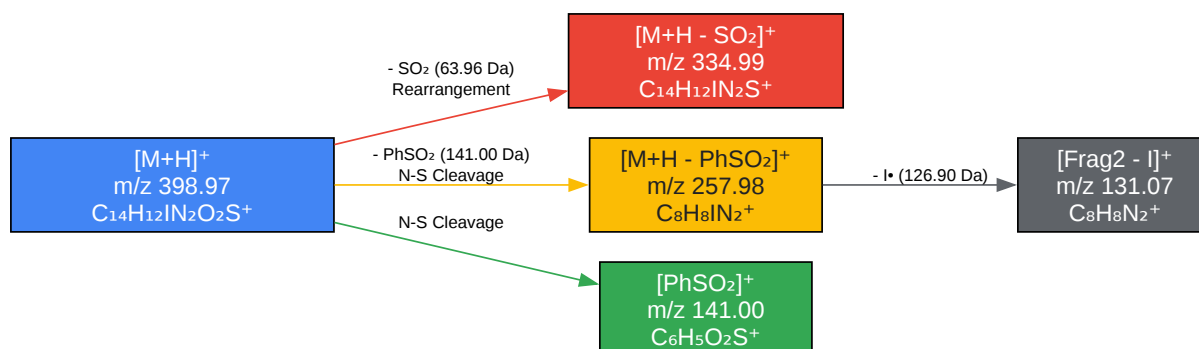 [M+H - SO₂]⁺
m/z 334.99
C₁₄H₁₂IN₂S⁺
- SO₂ (63.96 Da)
Rearrangement
[M+H]⁺
m/z 398.97
C₁₄H₁₂IN₂O₂S⁺
- PhSO₂ (141.00 Da)
N-S Cleavage
[M+H - PhSO₂]⁺
m/z 257.98
C₈H₈IN₂⁺
- I• (126.90 Da)
[Frag2 - I]⁺
m/z 131.07
C₈H₈N₂⁺
N-S Cleavage
[PhSO₂]⁺
m/z 141.00
C₆H₅O₂S⁺